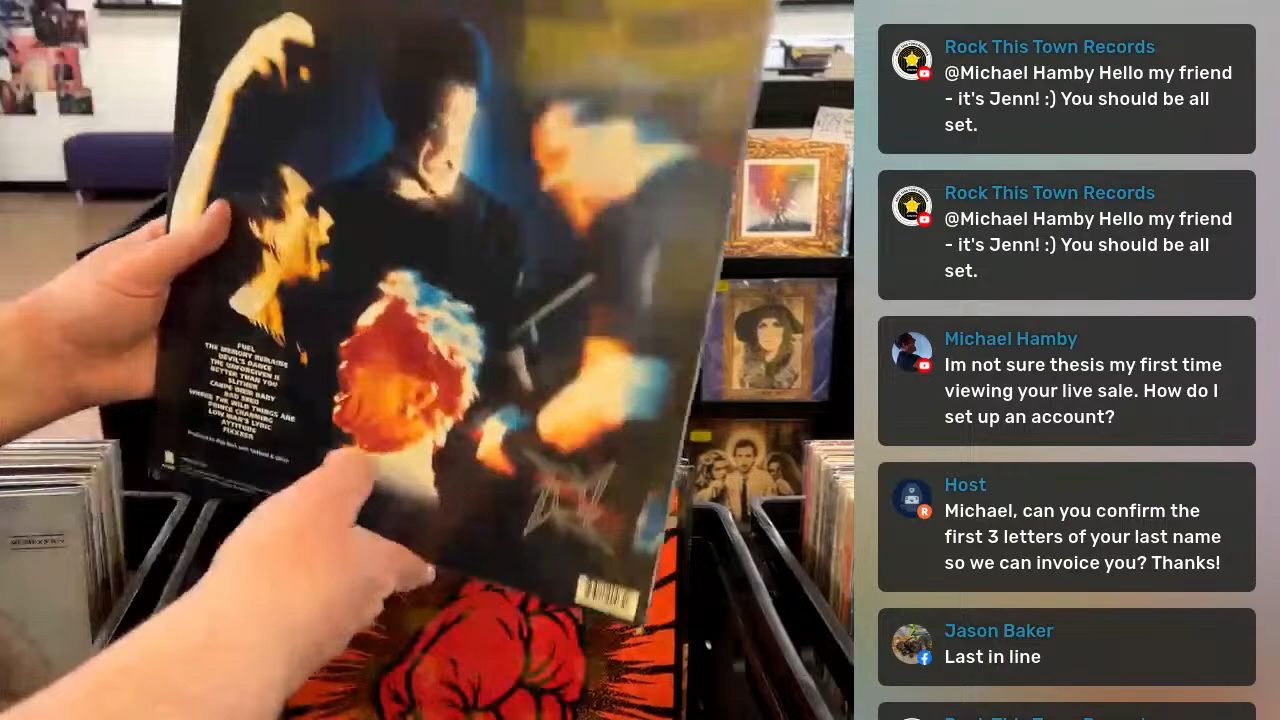 FUEL
THE MEMORY REMAINS
DEVIL'S DANCE
THE UNFORGIVEN II
BETTER THAN YOU
SLITHER
CARPE DIEM BABY
BAD SEED
WHERE THE WILD THINGS ARE
PRINCE CHARMING
LOW MAN'S LYRIC
ATTITUDE
FIXXXER
Rock This Town Records
@Michael Hamby Hello my friend
- it's Jenn! :) You should be all
set.
Rock This Town Records
@Michael Hamby Hello my friend
- it's Jenn! :) You should be all
set.
Michael Hamby
Im not sure thesis my first time
viewing your live sale. How do I
set up an account?
Host
Michael, can you confirm the
first 3 letters of your last name
so we can invoice you? Thanks!
Jason Baker
Last in line